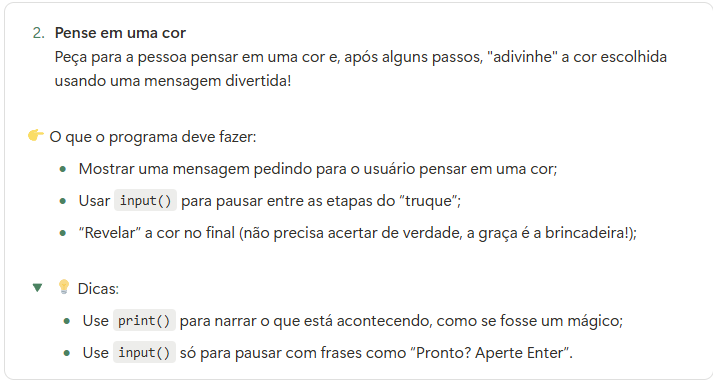 2. Pense em uma cor
Peça para a pessoa pensar em uma cor e, após alguns passos, "adivinhe" a cor escolhida
usando uma mensagem divertida!
👉 O que o programa deve fazer:
• Mostrar uma mensagem pedindo para o usuário pensar em uma cor;
• Usar input() para pausar entre as etapas do “truque”;
• “Revelar” a cor no final (não precisa acertar de verdade, a graça é a brincadeira!);
▼ 💡 Dicas:
• Use print() para narrar o que está acontecendo, como se fosse um mágico;
• Use input() só para pausar com frases como “Pronto? Aperte Enter”.